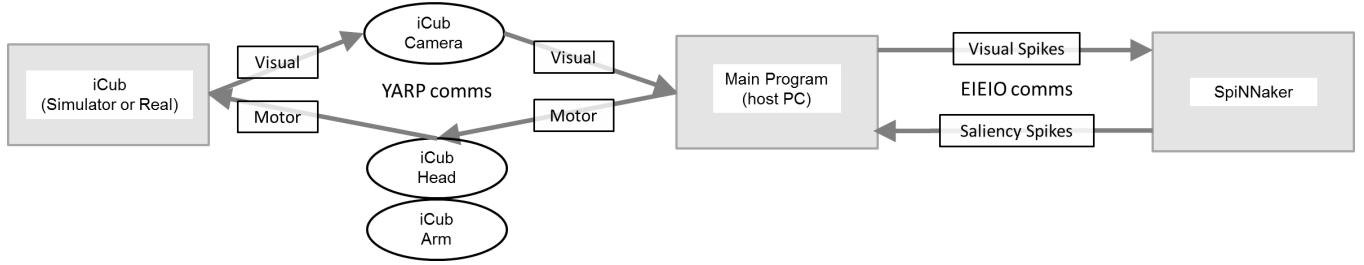 iCub
(Simulator or Real)
Visual
Motor
iCub
Camera
YARP comms
iCub
Head
iCub
Arm
Visual
Motor
Main Program
(host PC)
Visual Spikes
EIEIO comms
Saliency Spikes
SpiNNaker